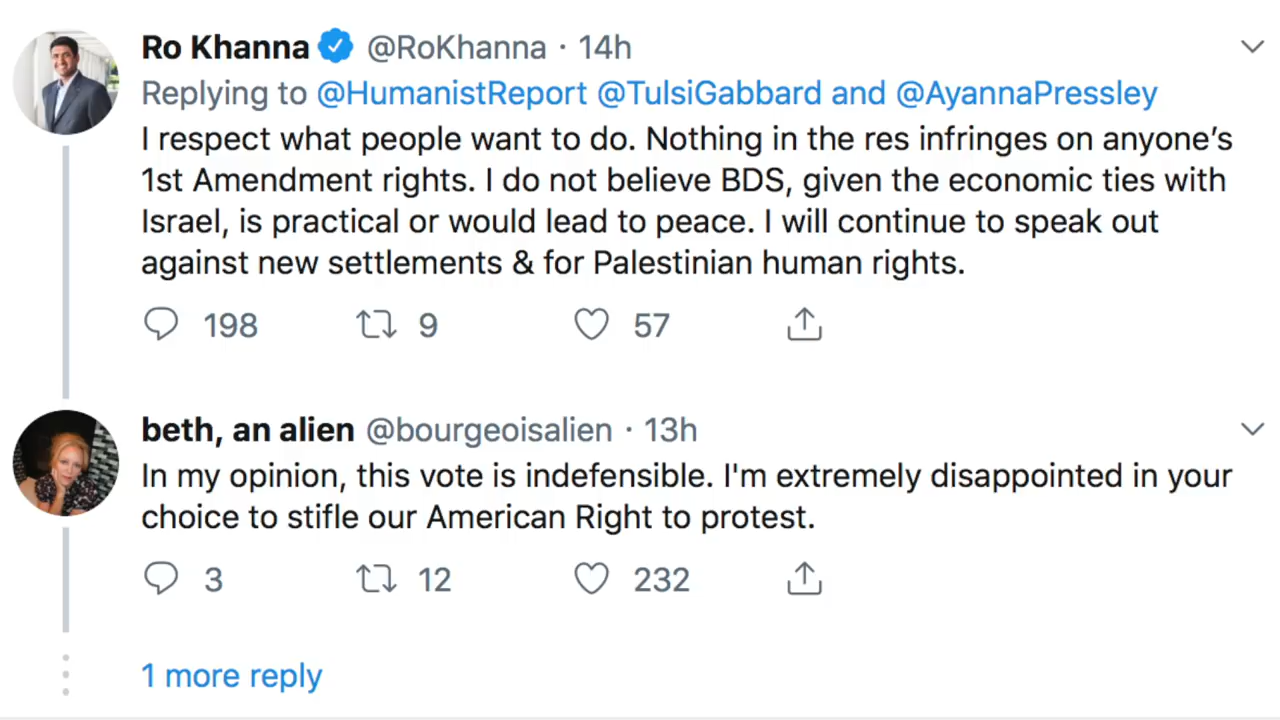 Ro Khanna @RoKhanna · 14h
Replying to @HumanistReport @TulsiGabbard and @AyannaPressley
I respect what people want to do. Nothing in the res infringes on anyone’s
1st Amendment rights. I do not believe BDS, given the economic ties with
Israel, is practical or would lead to peace. I will continue to speak out
against new settlements & for Palestinian human rights.
198 9 57
beth, an alien @bourgeoisalien · 13h
In my opinion, this vote is indefensible. I'm extremely disappointed in your
choice to stifle our American Right to protest.
3 12 232
1 more reply